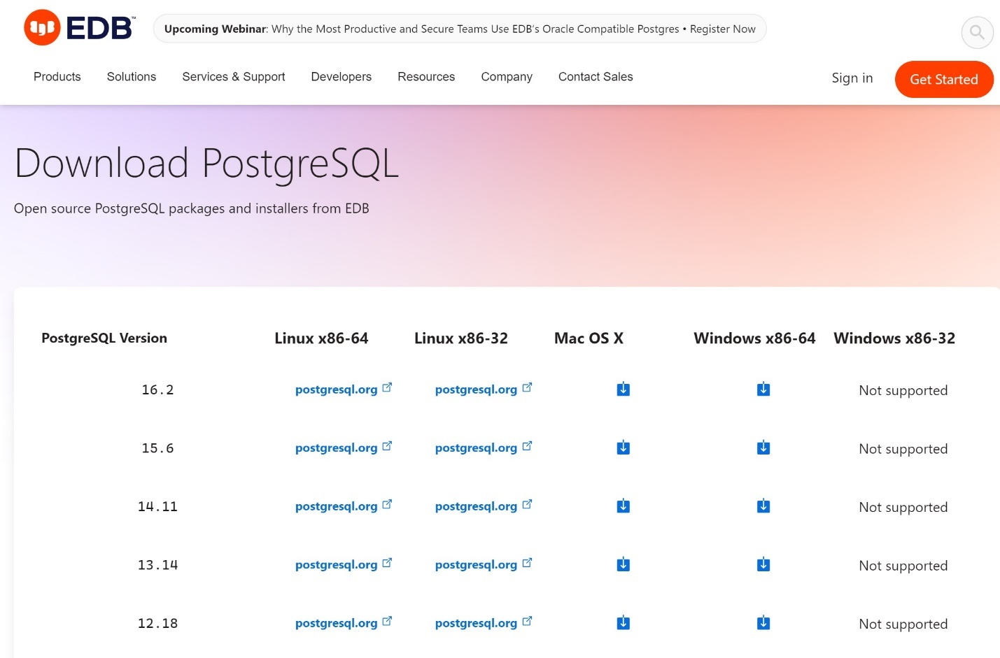 EDB™
Upcoming Webinar: Why the Most Productive and Secure Teams Use EDB's Oracle Compatible Postgres • Register Now
Products Solutions Services & Support Developers Resources Company Contact Sales Sign in Get Started
Download PostgreSQL
Open source PostgreSQL packages and installers from EDB
PostgreSQL Version Linux x86-64 Linux x86-32 Mac OS X Windows x86-64 Windows x86-32
16.2 postgresql.org postgresql.org Not supported
15.6 postgresql.org postgresql.org Not supported
14.11 postgresql.org postgresql.org Not supported
13.14 postgresql.org postgresql.org Not supported
12.18 postgresql.org postgresql.org Not supported